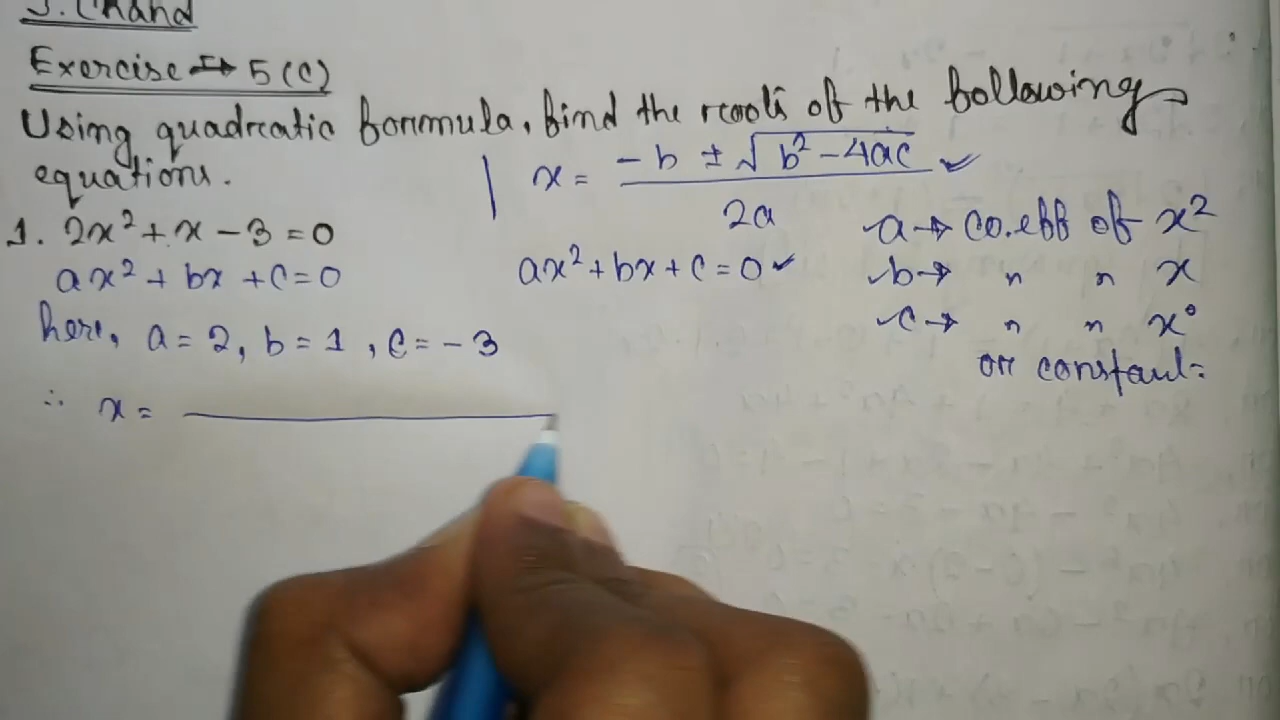 S. Chand
Exercise → 5(C)
Using quadratic formula, find the roots of the following
equations.
x = -b ± √b² - 4ac / 2a ✓
1. 2x² + x - 3 = 0
ax² + bx + c = 0
ax² + bx + c = 0 ✓
a → co.eff of x²
b → " " x
c → " " x°
or constant
here, a = 2, b = 1, c = -3
∴ x =